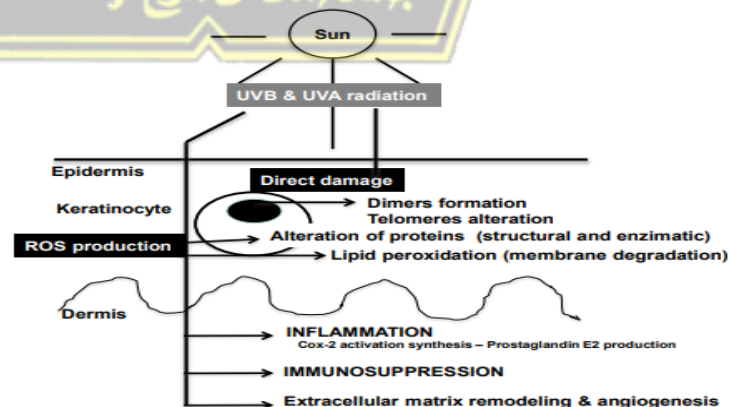 Sun
UVB & UVA radiation
Epidermis
Direct damage
Dimers formation
Keratinocyte
Telomeres alteration
Alteration of proteins (structural and enzimatic)
ROS production
Lipid peroxidation (membrane degradation)
Dermis
INFLAMMATION
Cox-2 activation synthesis – Prostaglandin E2 production
IMMUNOSUPPRESSION
Extracellular matrix remodeling & angiogenesis